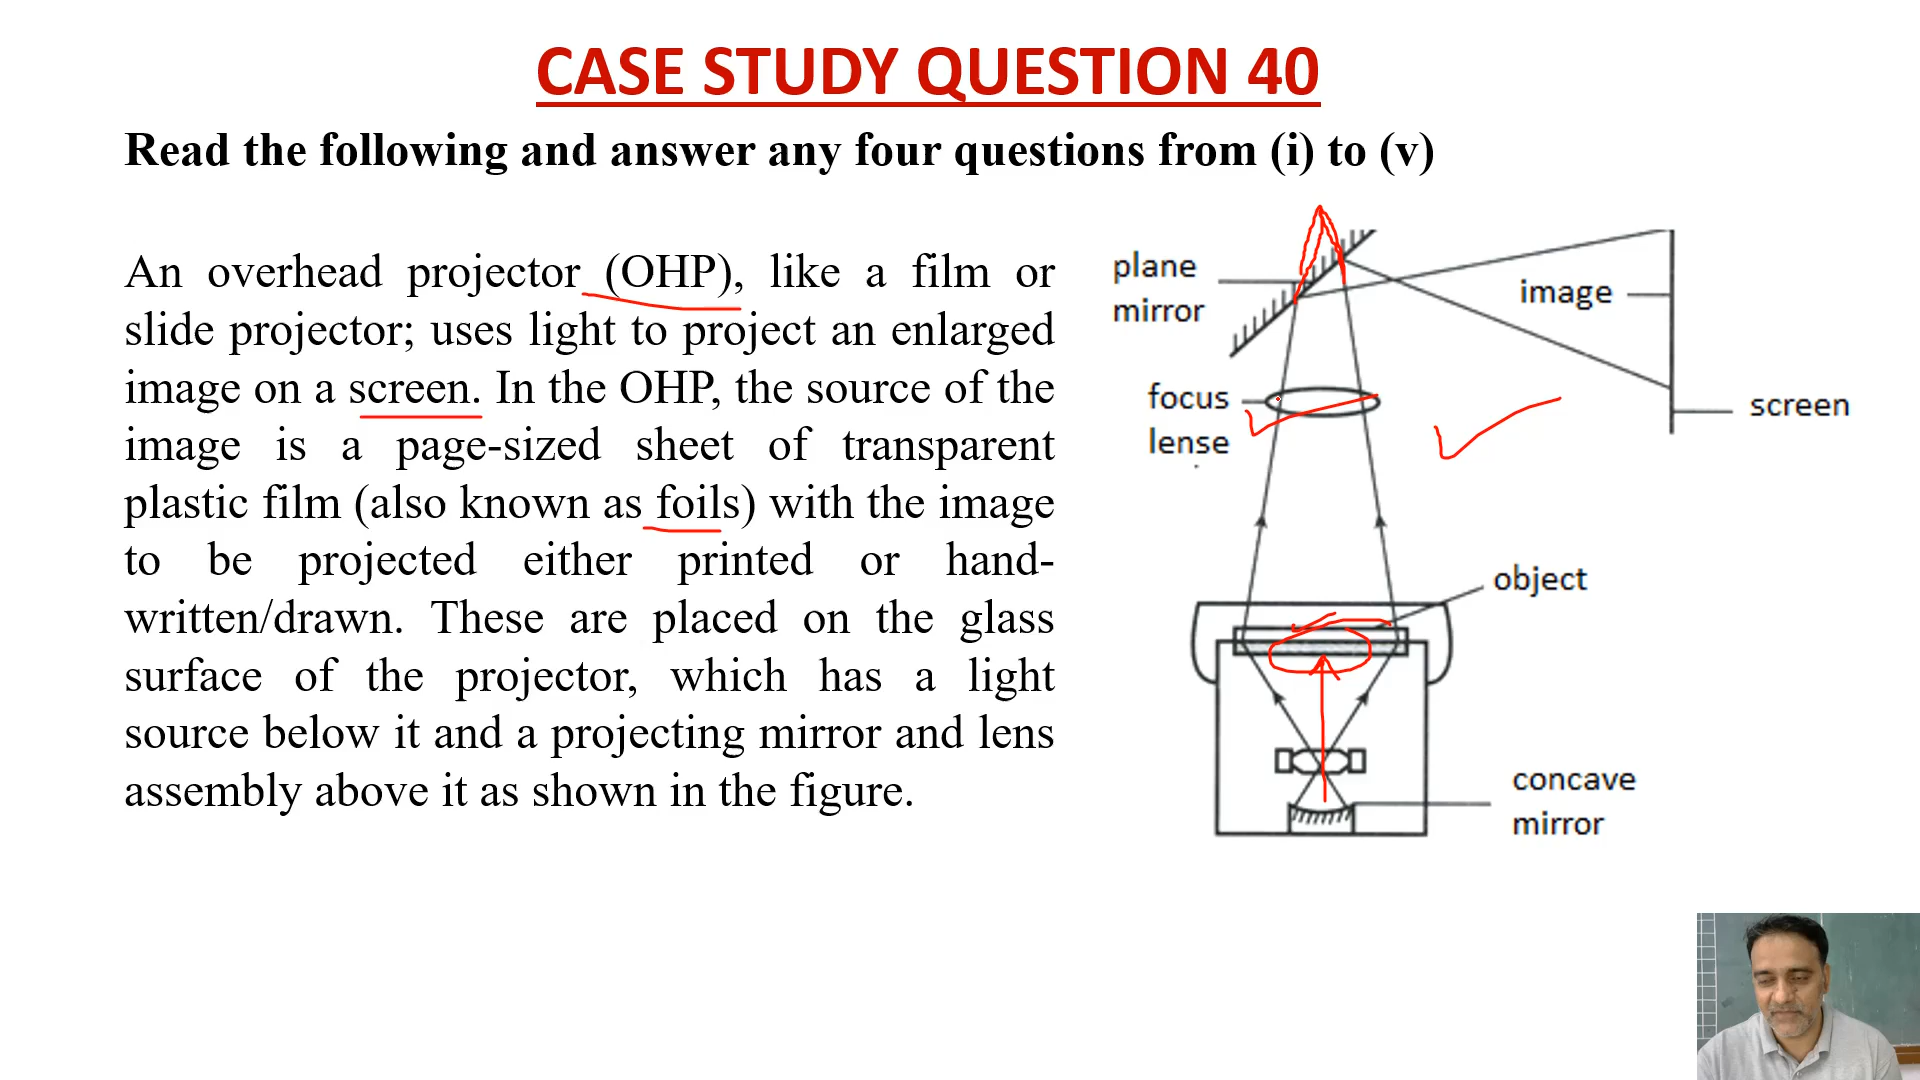 CASE STUDY QUESTION 40
Read the following and answer any four questions from (i) to (v)
An overhead projector (OHP), like a film or
slide projector; uses light to project an enlarged
image on a screen. In the OHP, the source of the
image is a page-sized sheet of transparent
plastic film (also known as foils) with the image
to be projected either printed or hand-
written/drawn. These are placed on the glass
surface of the projector, which has a light
source below it and a projecting mirror and lens
assembly above it as shown in the figure.
plane
mirror
image
focus
lense
screen
object
concave
mirror